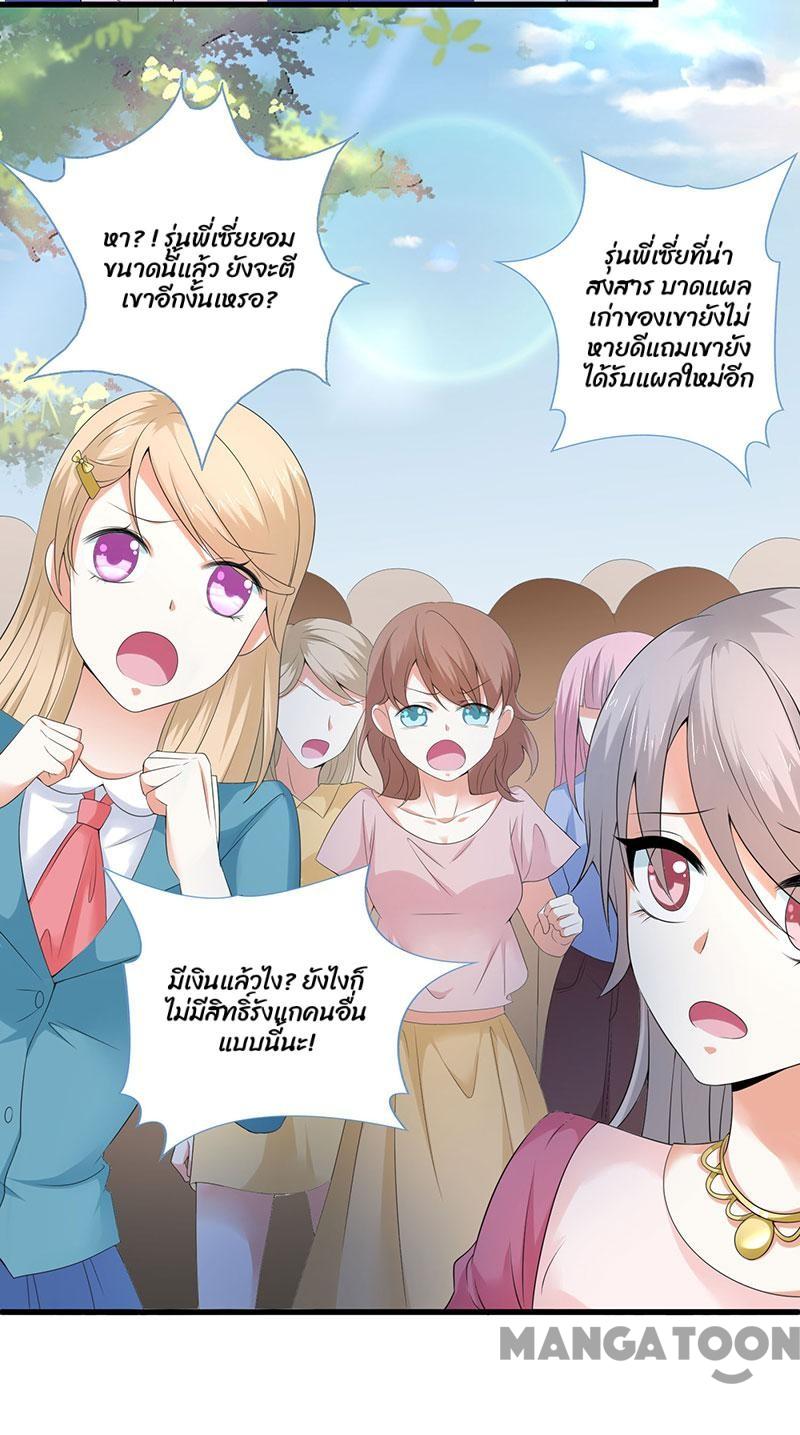 หา?! รุ่นพี่เซี่ยยอม
ขนาดนี้แล้ว ยังจะตี
เขาอีกงั้นเหรอ?
รุ่นพี่เซี่ยที่น่า
สงสาร บาดแผล
เก่าของเขายังไม่
หายดีแถมเขายัง
ได้รับแผลใหม่อีก
มีเงินแล้วไง? ยังไงก็
ไม่มีสิทธิ์รังแกคนอื่น
แบบนี้นะ!
MANGATOON